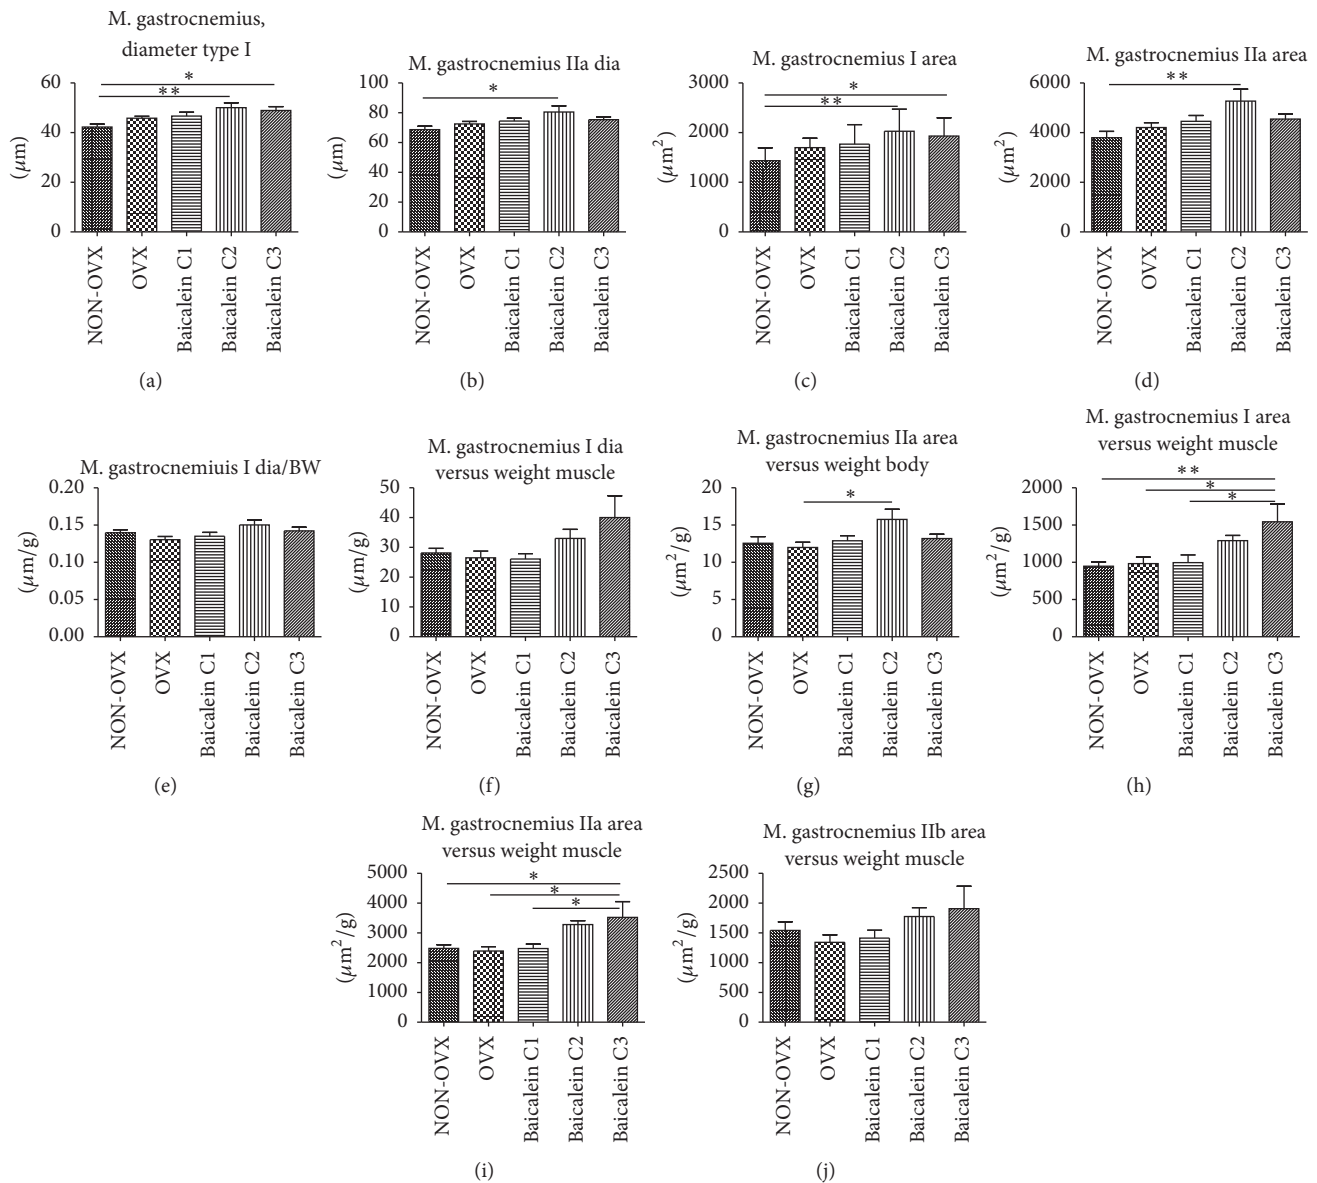 M. gastrocnemius,
diameter type I
60
40
20
0
(μm)
*
**
NON-OVX
OVX
Baicalein C1
Baicalein C2
Baicalein C3
(a)
M. gastrocnemius IIa dia
100
80
60
40
20
0
(μm)
*
NON-OVX
OVX
Baicalein C1
Baicalein C2
Baicalein C3
(b)
M. gastrocnemius I area
3000
2000
1000
0
(μm²)
*
**
NON-OVX
OVX
Baicalein C1
Baicalein C2
Baicalein C3
(c)
M. gastrocnemius IIa area
6000
4000
2000
0
(μm²)
**
NON-OVX
OVX
Baicalein C1
Baicalein C2
Baicalein C3
(d)
M. gastrocnemiuis I dia/BW
0.20
0.15
0.10
0.05
0.00
(μm/g)
NON-OVX
OVX
Baicalein C1
Baicalein C2
Baicalein C3
(e)
M. gastrocnemius I dia
versus weight muscle
50
40
30
20
10
0
(μm/g)
NON-OVX
OVX
Baicalein C1
Baicalein C2
Baicalein C3
(f)
M. gastrocnemius IIa area
versus weight body
20
15
10
5
0
(μm²/g)
*
NON-OVX
OVX
Baicalein C1
Baicalein C2
Baicalein C3
(g)
M. gastrocnemius I area
versus weight muscle
2000
1500
1000
500
0
(μm²/g)
**
*
*
NON-OVX
OVX
Baicalein C1
Baicalein C2
Baicalein C3
(h)
M. gastrocnemius IIa area
versus weight muscle
5000
4000
3000
2000
1000
0
(μm²/g)
*
*
*
NON-OVX
OVX
Baicalein C1
Baicalein C2
Baicalein C3
(i)
M. gastrocnemius IIb area
versus weight muscle
2500
2000
1500
1000
500
0
(μm²/g)
NON-OVX
OVX
Baicalein C1
Baicalein C2
Baicalein C3
(j)